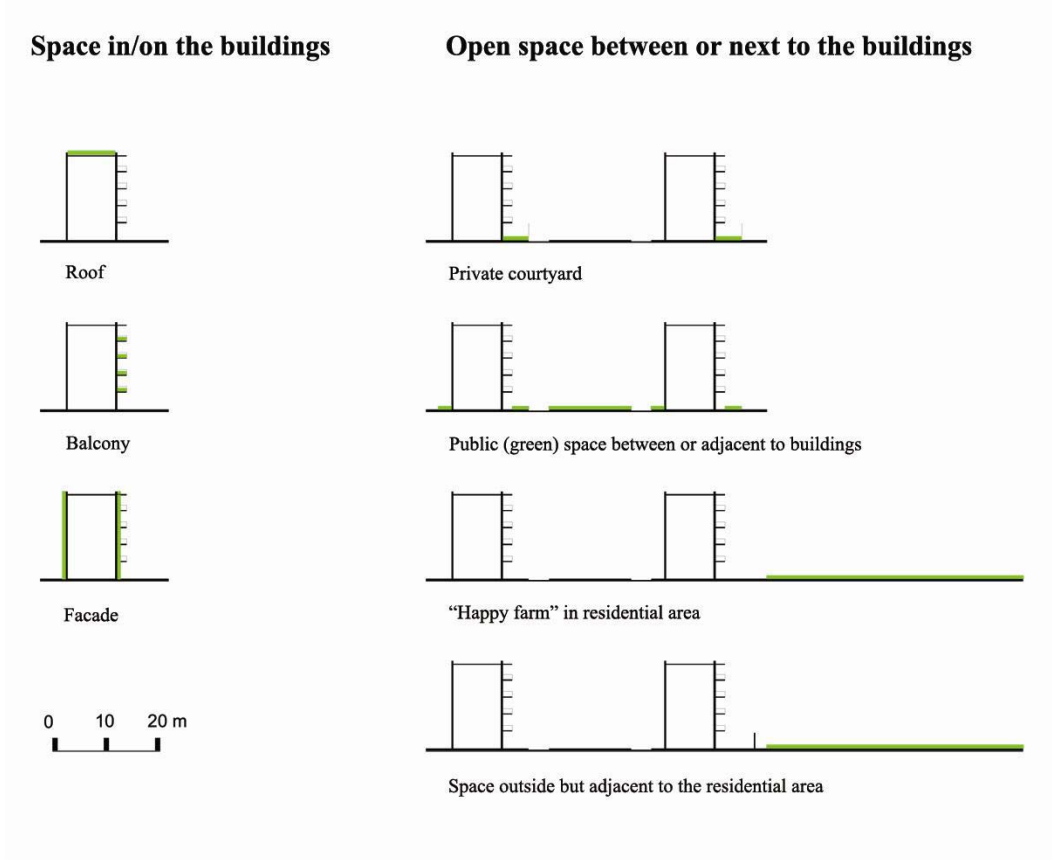 Space in/on the buildings
Open space between or next to the buildings
Roof
Private courtyard
Balcony
Public (green) space between or adjacent to buildings
Facade
“Happy farm” in residential area
0 10 20 m
Space outside but adjacent to the residential area